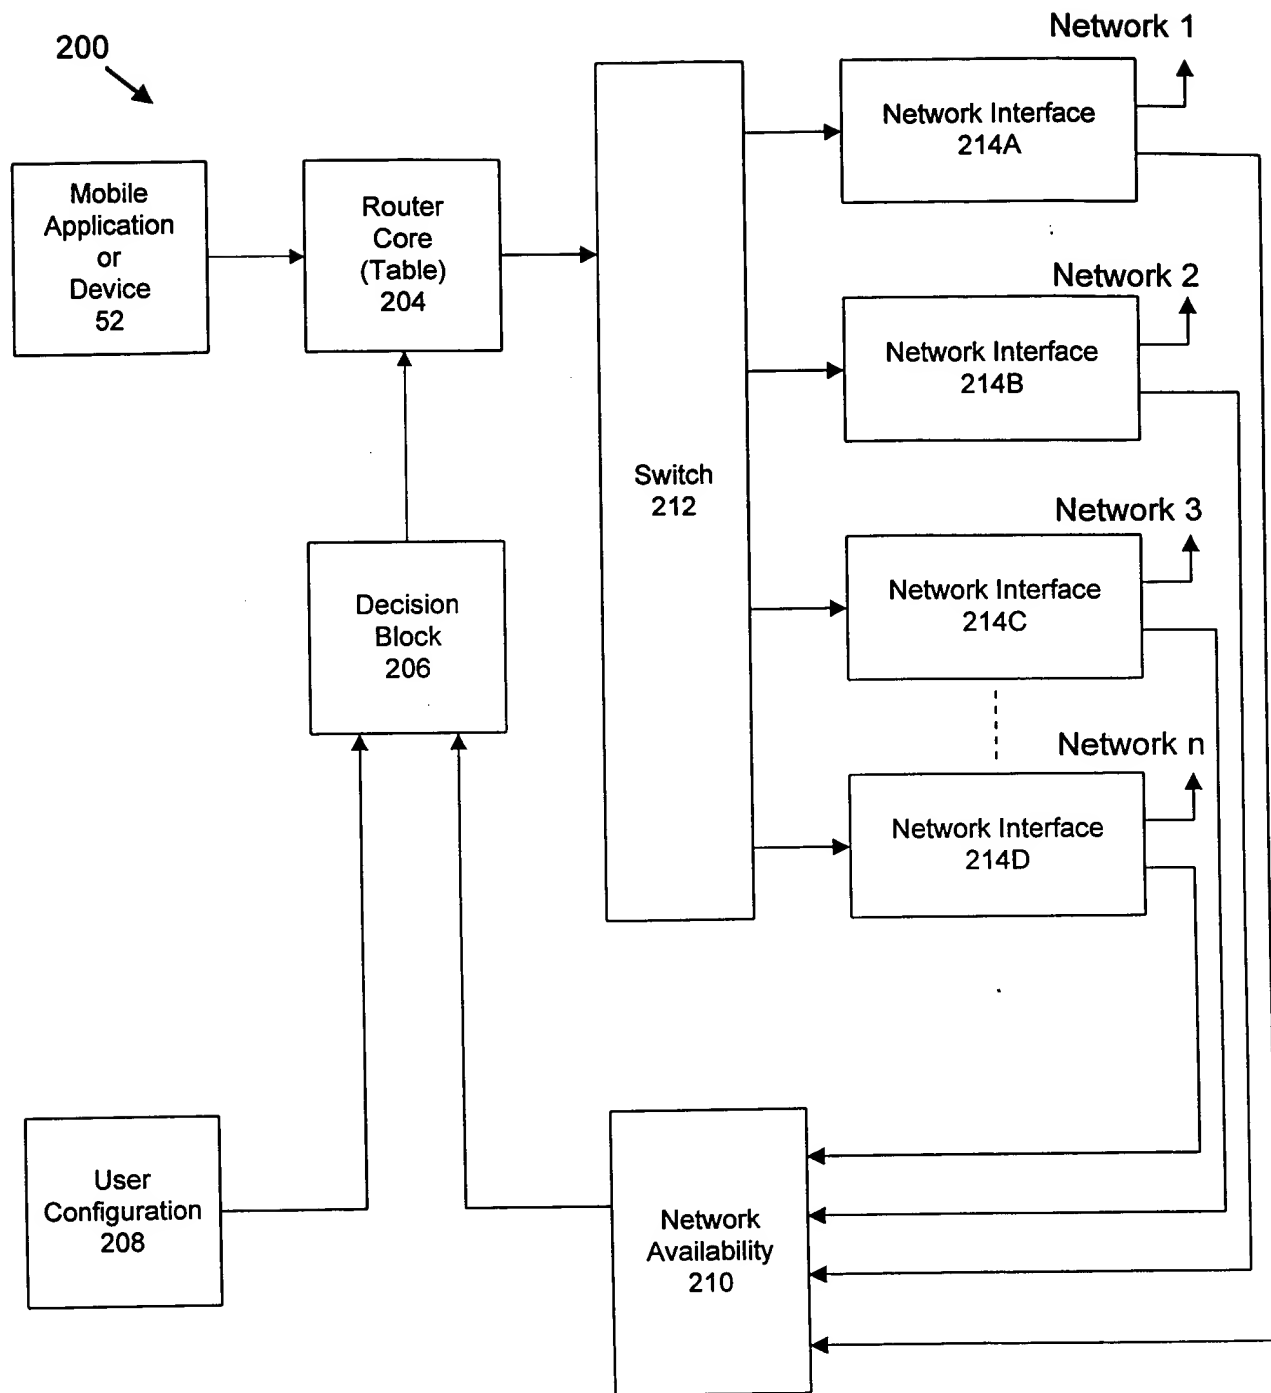 200
Network 1
Network Interface
214A
Mobile
Application
or
Device
52
Router
Core
(Table)
204
Network 2
Network Interface
214B
Switch
212
Network 3
Network Interface
214C
Decision
Block
206
Network n
Network Interface
214D
User
Configuration
208
Network
Availability
210